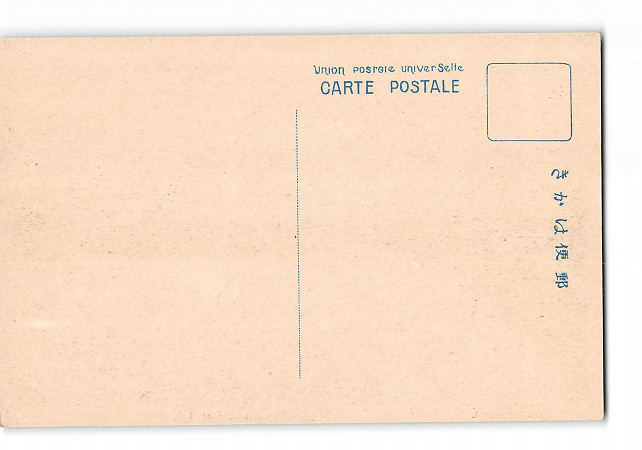 Union postale universelle
CARTE POSTALE
きかは便郵